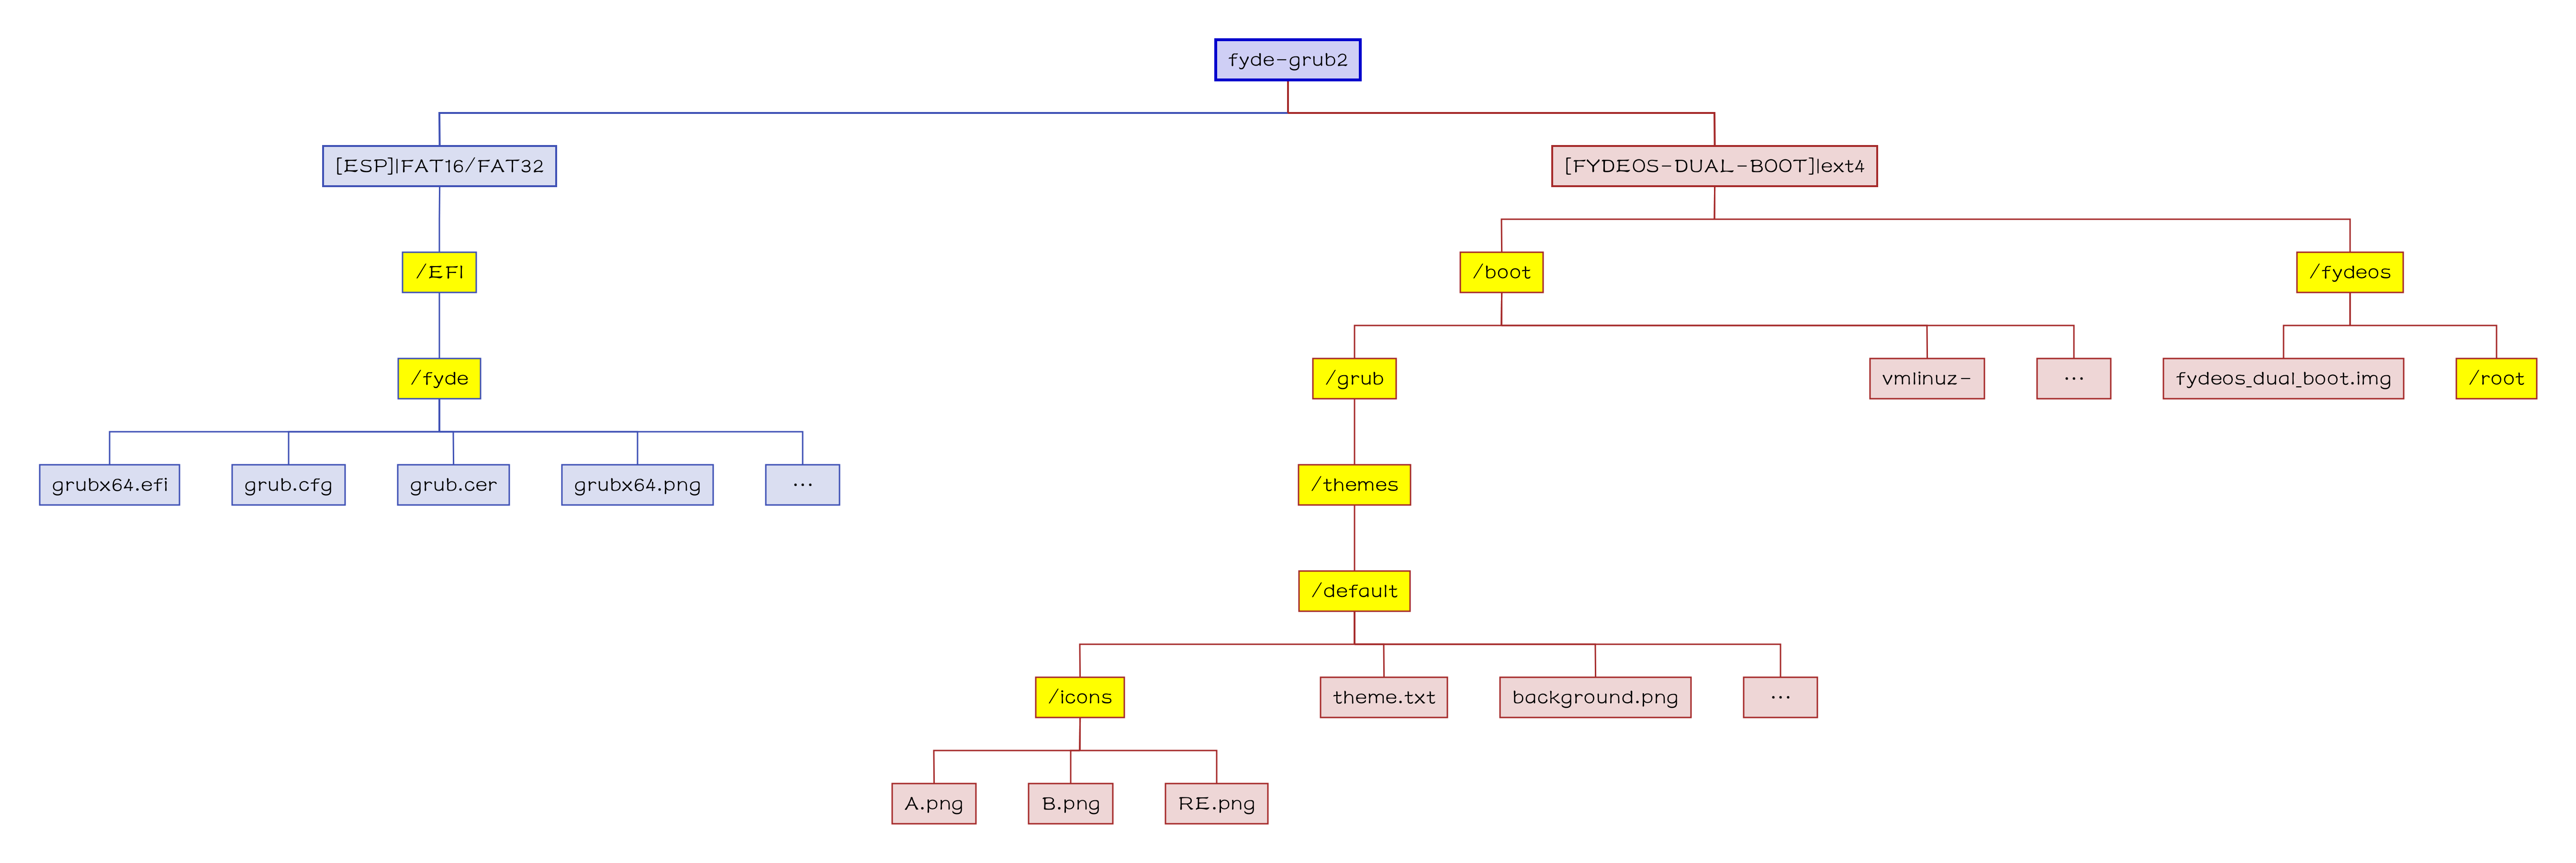 fyde-grub2
[ESP]|FAT16/FAT32
[FYDEOS-DUAL-BOOT]|ext4
/EFI
/boot
/fydeos
/fyde
/grub
vmlinuz-
...
fydeos_dual_boot.img
/root
grubx64.efi
grub.cfg
grub.cer
grubx64.png
...
/themes
/default
/icons
theme.txt
background.png
...
A.png
B.png
RE.png